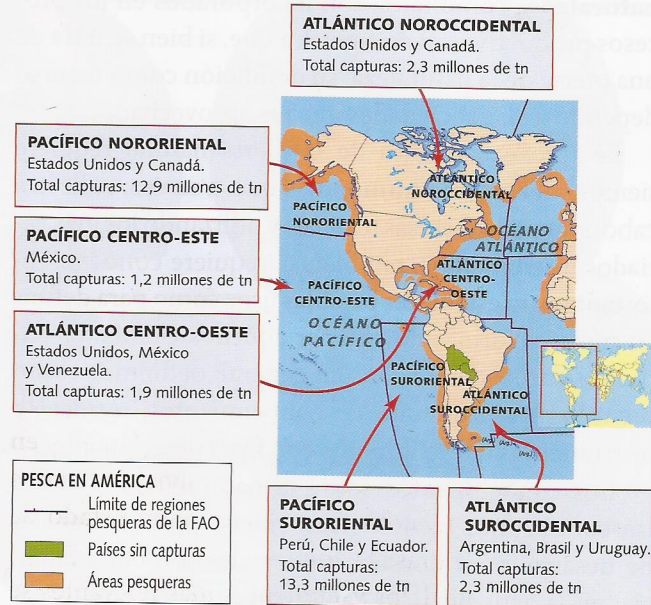 ATLÁNTICO NOROCCIDENTAL
Estados Unidos y Canadá.
Total capturas: 2,3 millones de tn
PACÍFICO NORORIENTAL
Estados Unidos y Canadá.
Total capturas: 12,9 millones de tn
PACÍFICO CENTRO-ESTE
México.
Total capturas: 1,2 millones de tn
ATLÁNTICO CENTRO-OESTE
Estados Unidos, México
y Venezuela.
Total capturas: 1,9 millones de tn
ATLÁNTICO
NOROCCIDENTAL
PACÍFICO
NORORIENTAL
OCÉANO
ATLÁNTICO
ATLÁNTICO
CENTRO-
OESTE
PACÍFICO
CENTRO-ESTE
OCÉANO
PACÍFICO
PACÍFICO
SURORIENTAL
ATLÁNTICO
SUROCCIDENTAL
(Arg.)
(Arg.)
(Arg.)
PESCA EN AMÉRICA
Límite de regiones
pesqueras de la FAO
Países sin capturas
Áreas pesqueras
PACÍFICO
SURORIENTAL
Perú, Chile y Ecuador.
Total capturas:
13,3 millones de tn
ATLÁNTICO
SUROCCIDENTAL
Argentina, Brasil y Uruguay.
Total capturas:
2,3 millones de tn